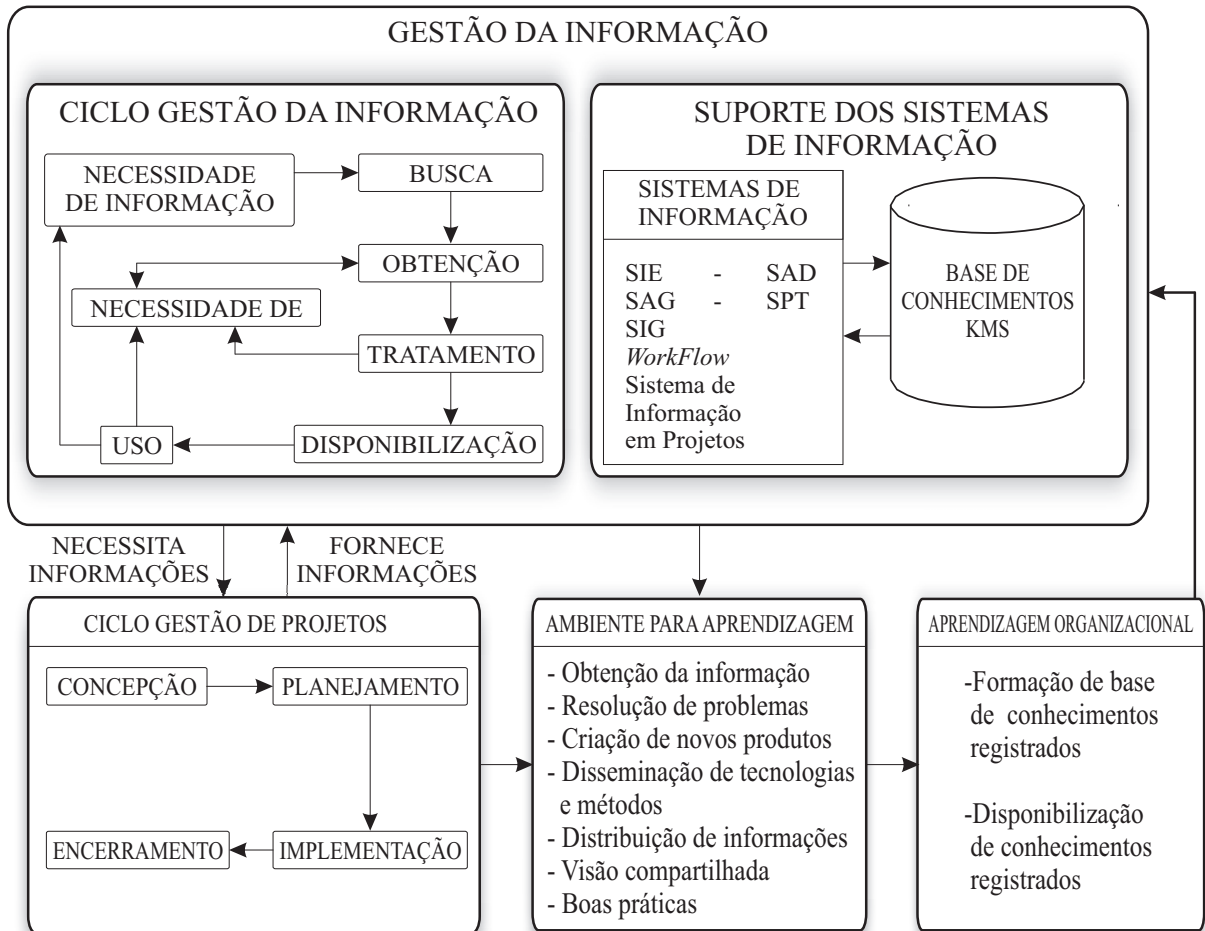 GESTÃO DA INFORMAÇÃO
CICLO GESTÃO DA INFORMAÇÃO
NECESSIDADE
DE INFORMAÇÃO
BUSCA
OBTENÇÃO
NECESSIDADE DE
TRATAMENTO
USO
DISPONIBILIZAÇÃO
SUPORTE DOS SISTEMAS
DE INFORMAÇÃO
SISTEMAS DE
INFORMAÇÃO
SIE - SAD
SAG - SPT
SIG
WorkFlow
Sistema de
Informação
em Projetos
BASE DE
CONHECIMENTOS
KMS
NECESSITA
INFORMAÇÕES
FORNECE
INFORMAÇÕES
CICLO GESTÃO DE PROJETOS
CONCEPÇÃO
PLANEJAMENTO
ENCERRAMENTO
IMPLEMENTAÇÃO
AMBIENTE PARA APRENDIZAGEM
- Obtenção da informação
- Resolução de problemas
- Criação de novos produtos
- Disseminação de tecnologias
e métodos
- Distribuição de informações
- Visão compartilhada
- Boas práticas
APRENDIZAGEM ORGANIZACIONAL
-Formação de base
de conhecimentos
registrados
-Disponibilização
de conhecimentos
registrados